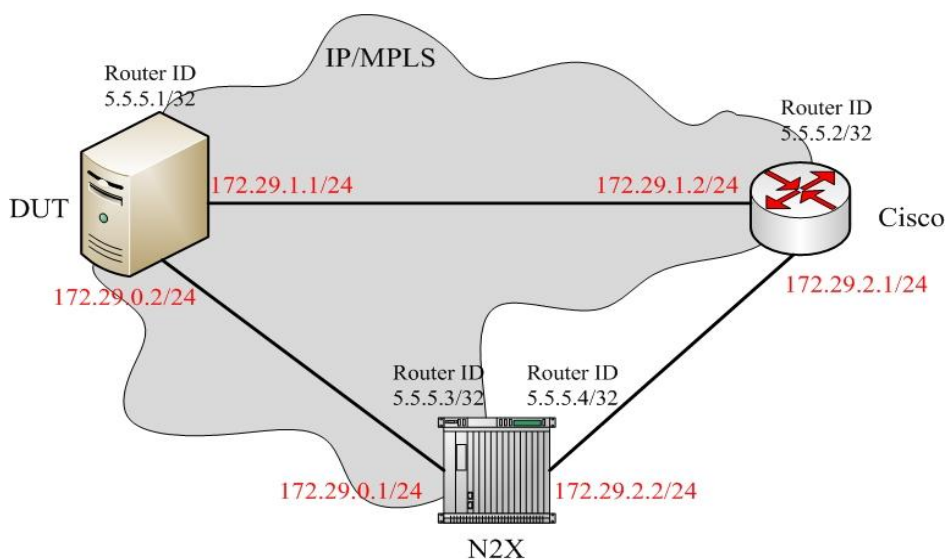 IP/MPLS
Router ID
5.5.5.1/32
Router ID
5.5.5.2/32
172.29.1.1/24
172.29.1.2/24
DUT
Cisco
172.29.0.2/24
172.29.2.1/24
Router ID
5.5.5.3/32
Router ID
5.5.5.4/32
172.29.0.1/24
172.29.2.2/24
N2X